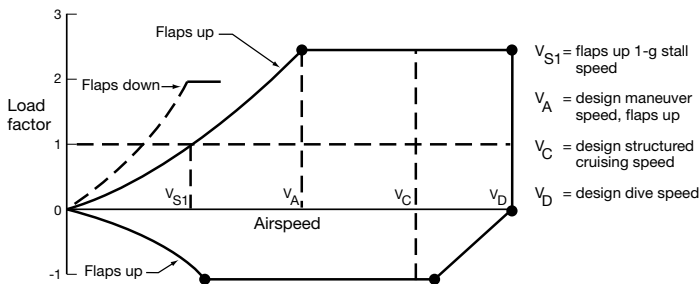 3
Flaps up
2
Flaps down
Load
factor
1
0
-1
V_S1
V_A
V_C
V_D
Airspeed
Flaps up
V_S1 = flaps up 1-g stall
speed
V_A = design maneuver
speed, flaps up
V_C = design structured
cruising speed
V_D = design dive speed